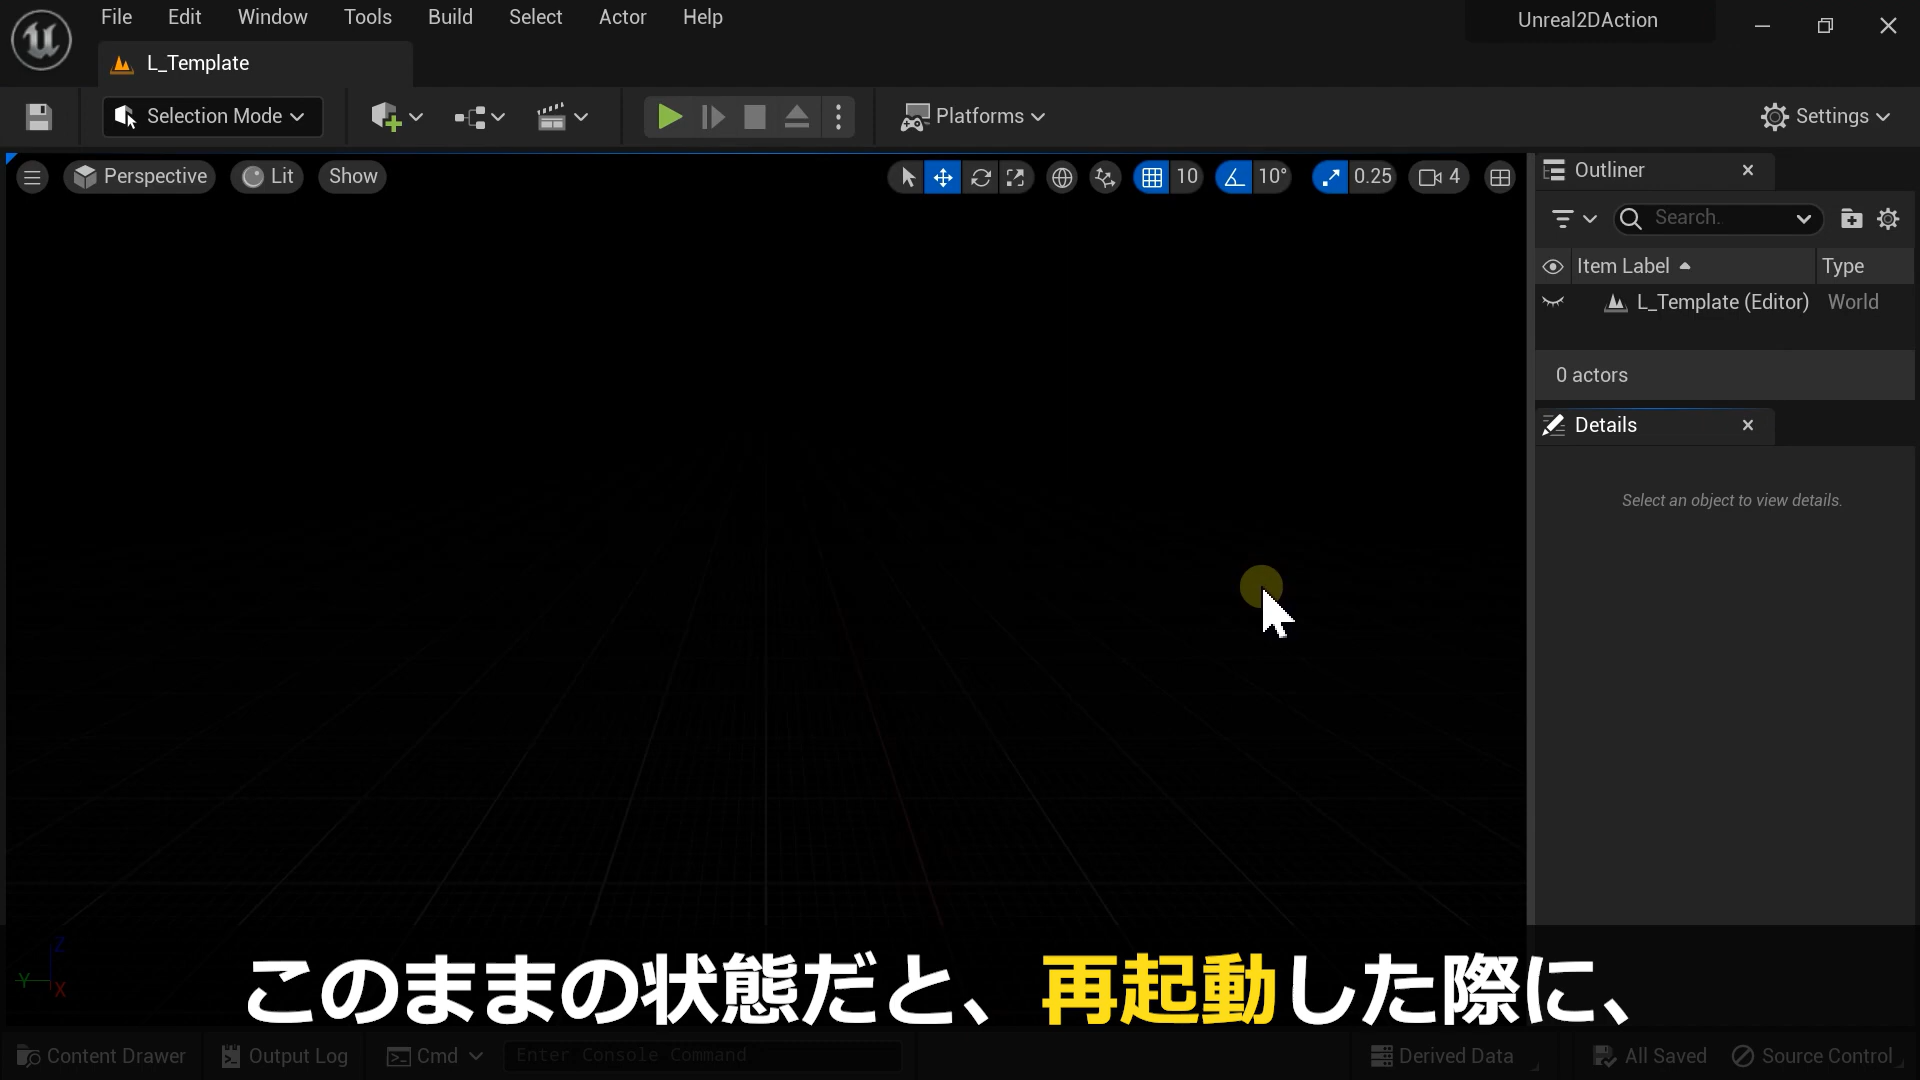 File Edit Window Tools Build Select Actor Help
Unreal2DAction
L_Template
Selection Mode
Platforms
Settings
Perspective
Lit
Show
10
10°
0.25
4
Outliner
Search..
Item Label
Type
L_Template (Editor)
World
0 actors
Details
Select an object to view details.
Z
Y
X
このままの状態だと、再起動した際に、
Content Drawer
Output Log
Cmd
Enter Console Command
Derived Data
All Saved
Source Control